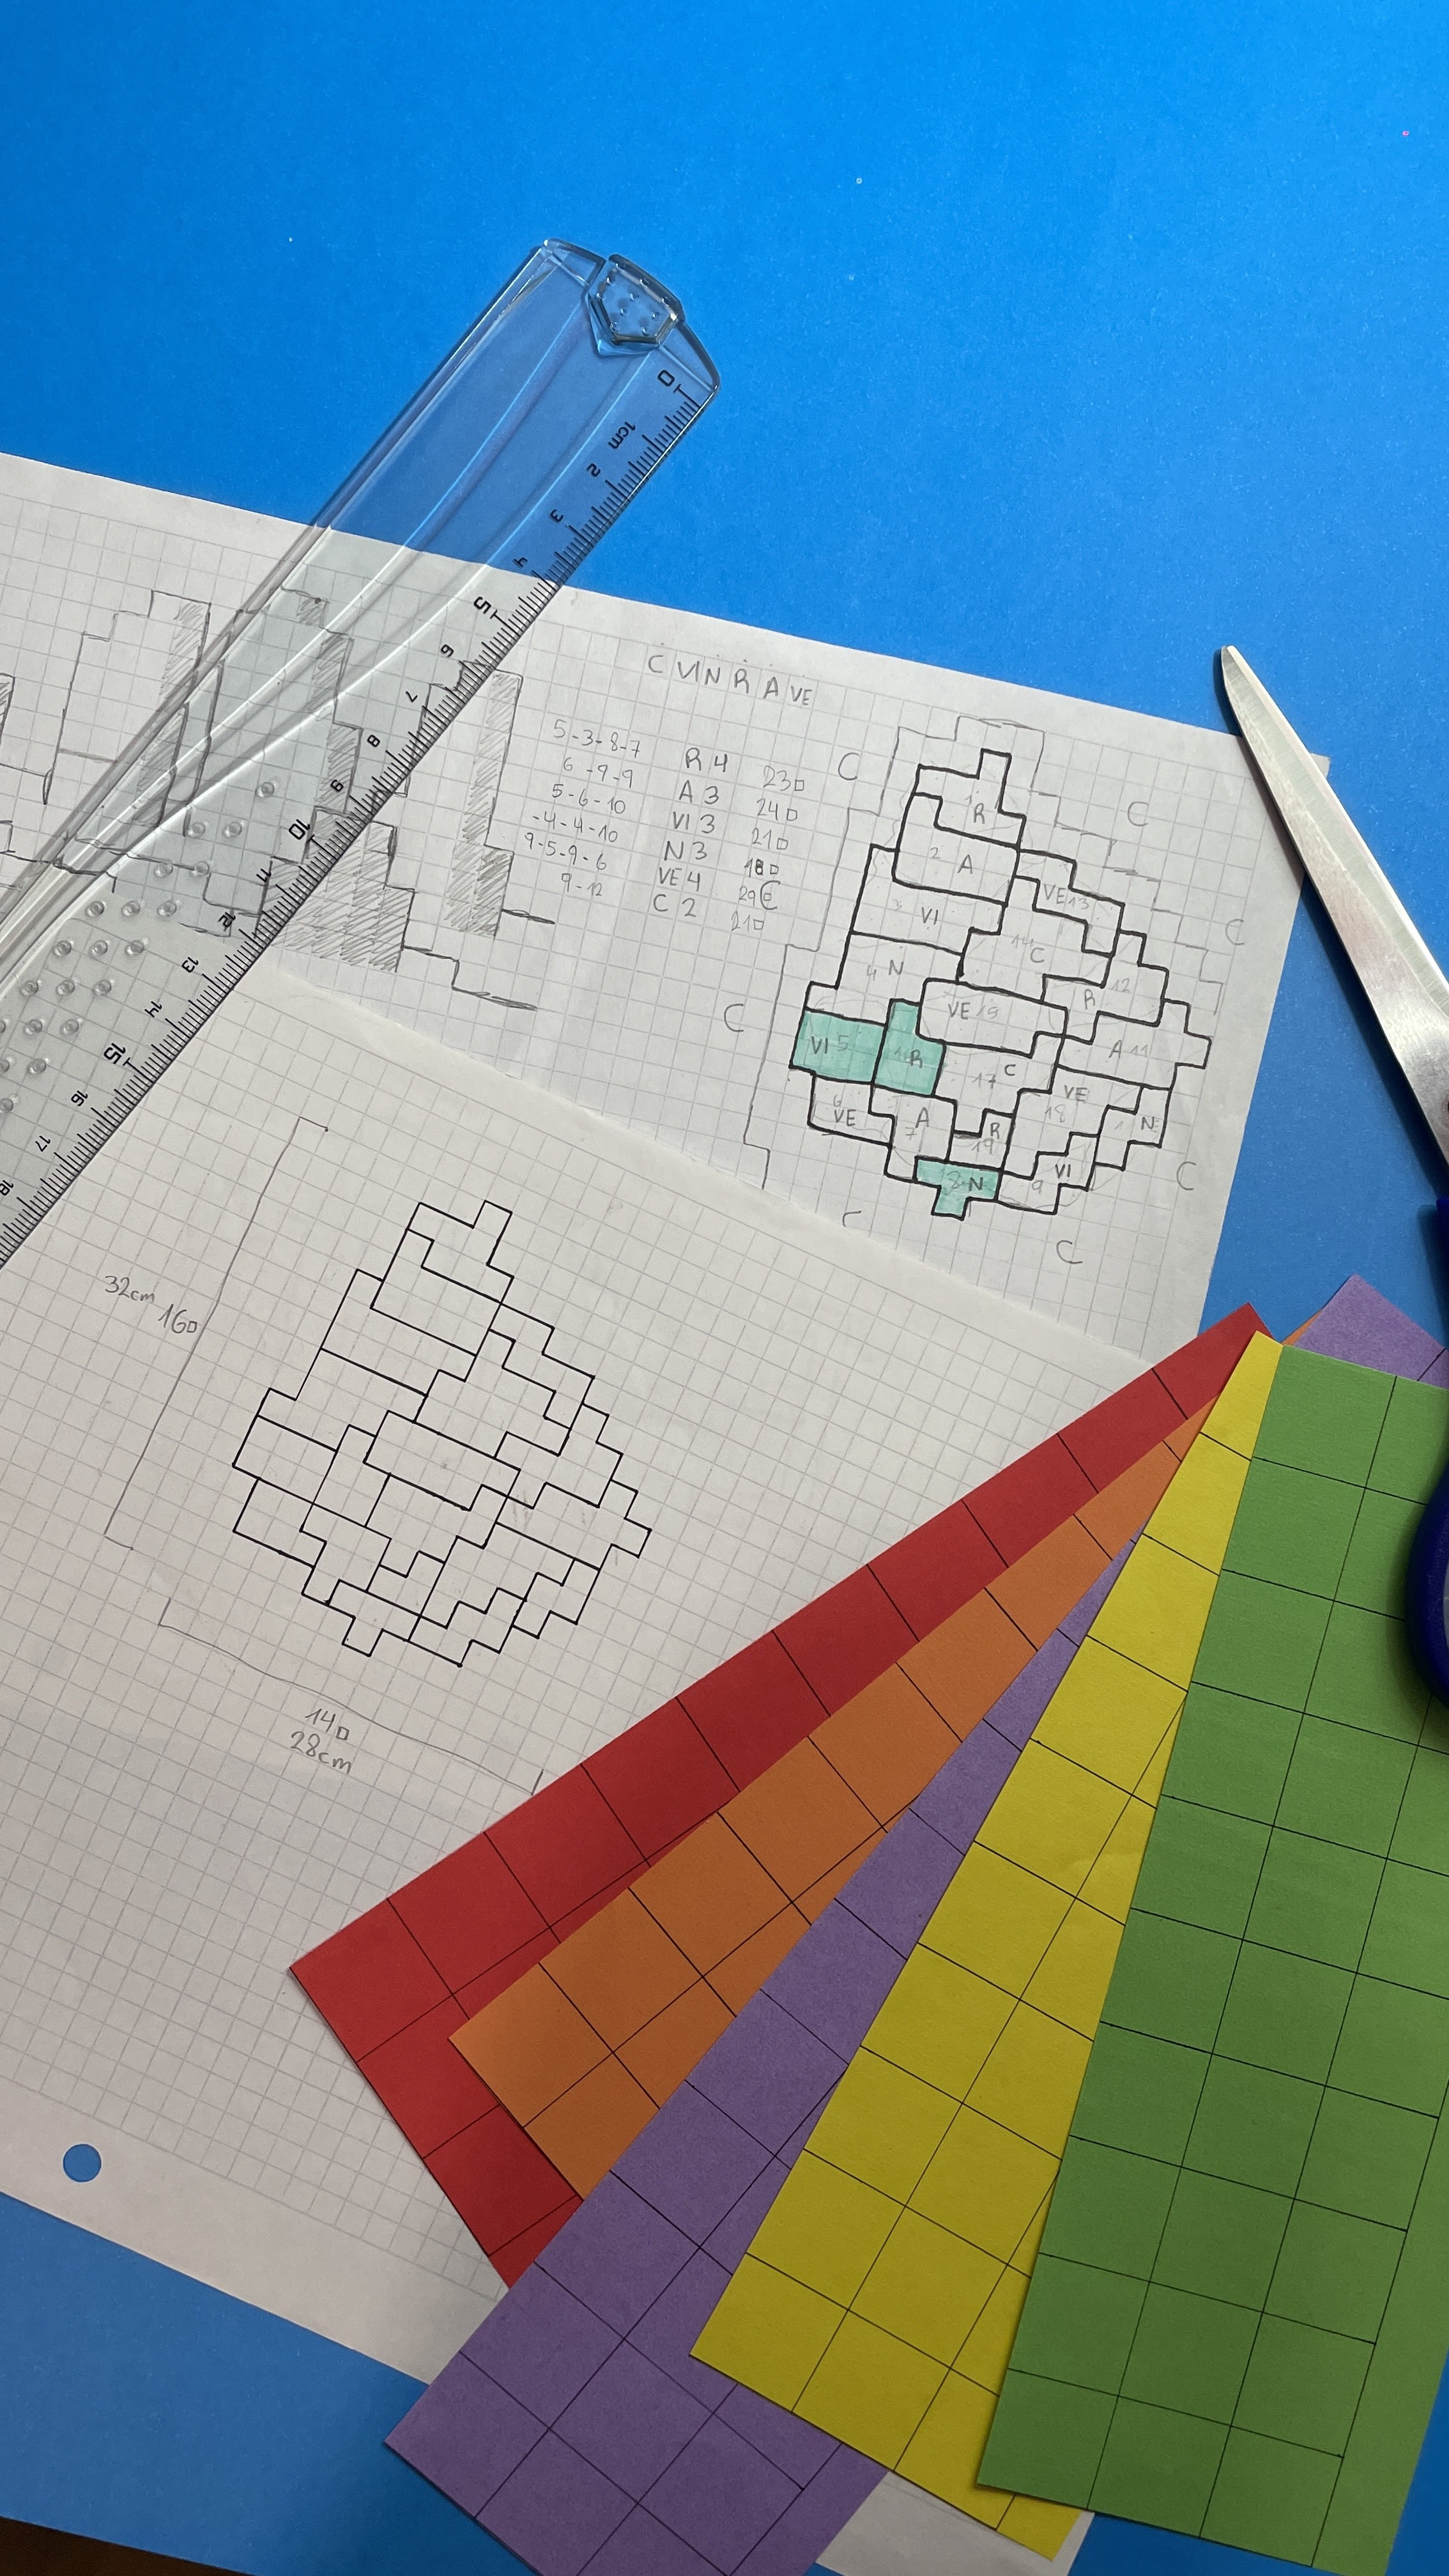 0
1cm
2
3
4
5
6
7
8
9
10
12
13
14
15
16
17
18
C VI N R A VE
5-3-8-7 R 4 23□
6-9-9 A 3 24□
5-6-10 VI 3 21□
-4-4-10 N 3 18□
9-5-9-6 VE 4 29
9-12 C 2 21□
C
C
C
C
C
C
C
1 R
2 A
3 VI
VE 13
4 N
14 C
R 12
VI 5
R
VE 15
A 11
17 C
6 VE
7 A
R 19
VE 18
N
8 N
9 VI
32cm 16□
14□
28cm